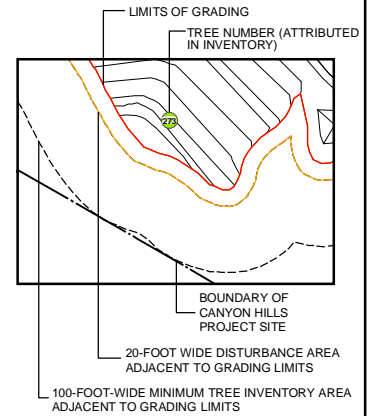 LIMITS OF GRADING
TREE NUMBER (ATTRIBUTED
IN INVENTORY)
273
BOUNDARY OF
CANYON HILLS
PROJECT SITE
20-FOOT WIDE DISTURBANCE AREA
ADJACENT TO GRADING LIMITS
100-FOOT-WIDE MINIMUM TREE INVENTORY AREA
ADJACENT TO GRADING LIMITS